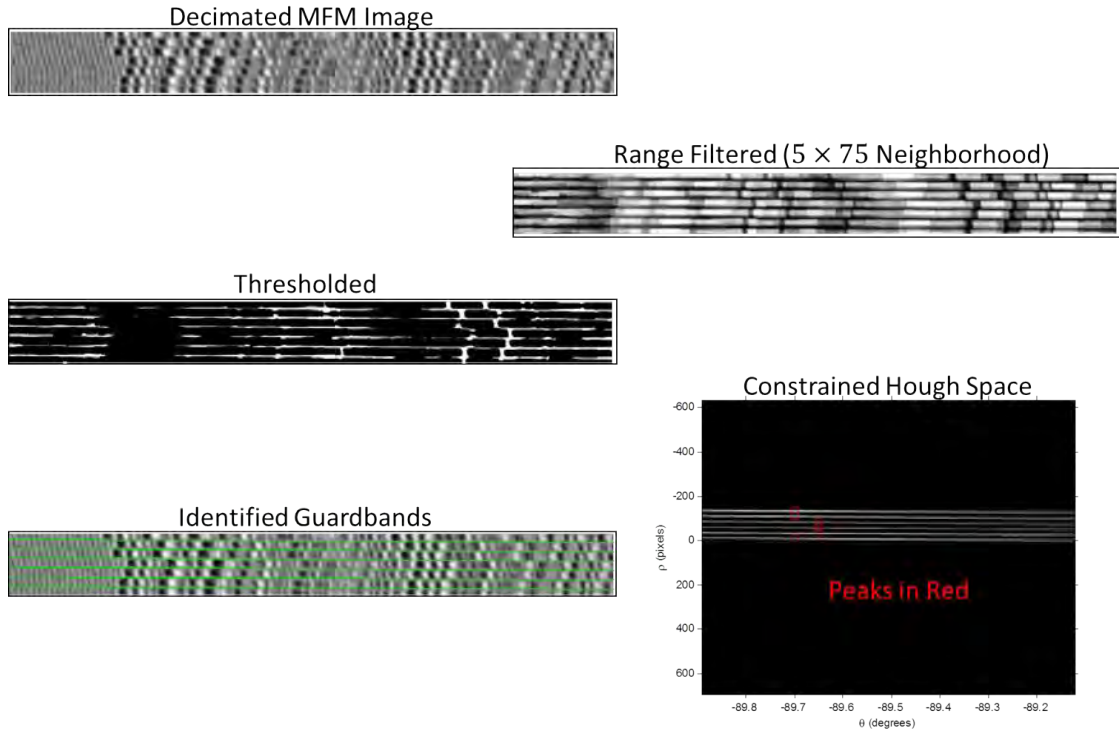 Decimated MFM Image
Range Filtered (5 × 75 Neighborhood)
Thresholded
Constrained Hough Space
-600
-400
-200
0
200
400
600
ρ (pixels)
Peaks in Red
-89.8 -89.7 -89.6 -89.5 -89.4 -89.3 -89.2
θ (degrees)
Identified Guardbands